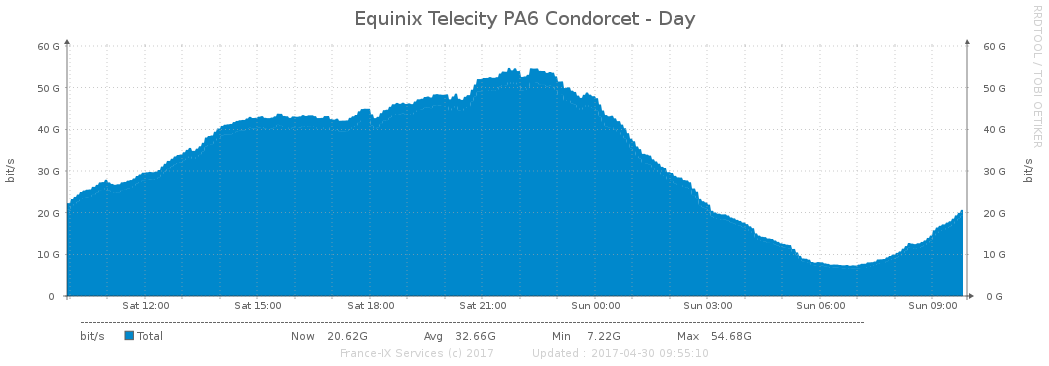 Equinix Telecity PA6 Condorcet - Day
RRDTOOL / TOBI OETIKER
bit/s
60 G 60 G
50 G 50 G
40 G 40 G
30 G 30 G
20 G 20 G
10 G 10 G
0 0 G
bit/s
Sat 12:00 Sat 15:00 Sat 18:00 Sat 21:00 Sun 00:00 Sun 03:00 Sun 06:00 Sun 09:00
bit/s Total Now 20.62G Avg 32.66G Min 7.22G Max 54.68G
France-IX Services (c) 2017 Updated : 2017-04-30 09:55:10